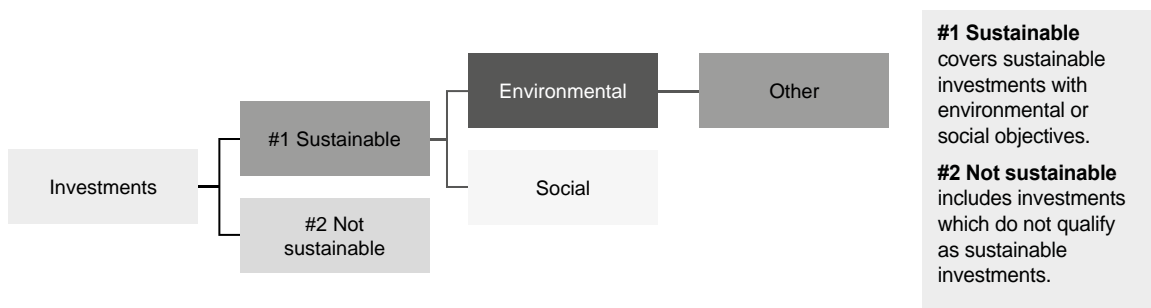 Investments
#1 Sustainable
#2 Not
sustainable
Environmental
Social
Other
#1 Sustainable
covers sustainable
investments with
environmental or
social objectives.
#2 Not sustainable
includes investments
which do not qualify
as sustainable
investments.